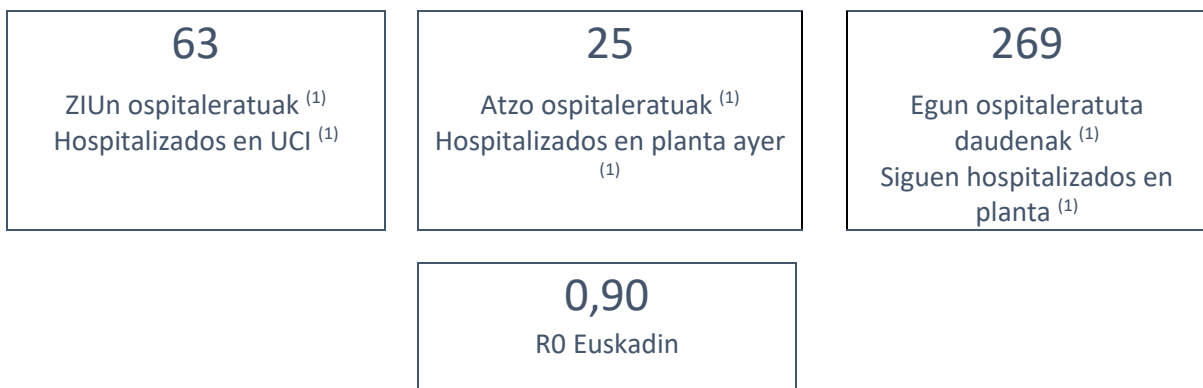 63
ZIUn ospitaleratuak (1)
Hospitalizados en UCI (1)
25
Atzo ospitaleratuak (1)
Hospitalizados en planta ayer
(1)
269
Egun ospitaleratuta
daudenak (1)
Siguen hospitalizados en
planta (1)
0,90
R0 Euskadin